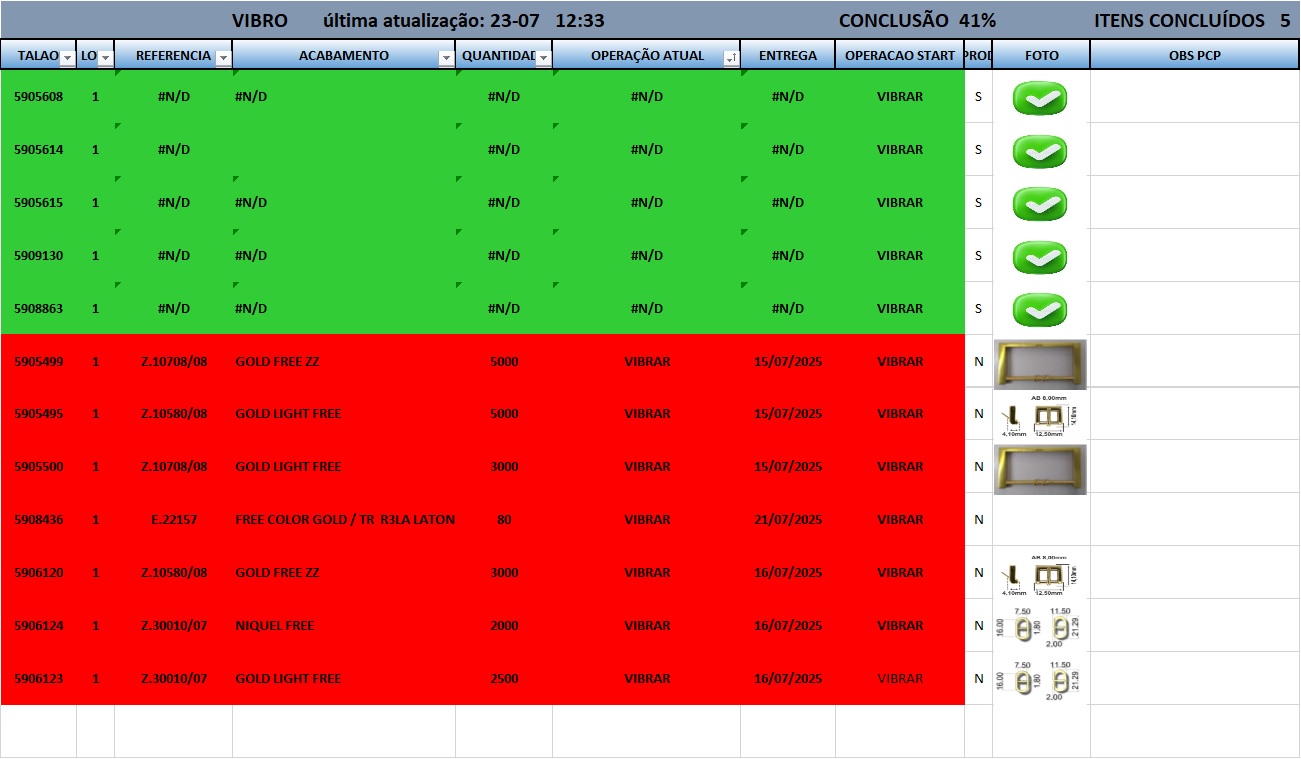 VIBRO última atualização: 23-07 12:33 CONCLUSÃO 41% ITENS CONCLUÍDOS 5
TALAO LO REFERENCIA ACABAMENTO QUANTIDAD OPERAÇÃO ATUAL ENTREGA OPERACAO START PROD FOTO OBS PCP
5905608 1 #N/D #N/D #N/D #N/D #N/D VIBRAR S
5905614 1 #N/D #N/D #N/D #N/D VIBRAR S
5905615 1 #N/D #N/D #N/D #N/D #N/D VIBRAR S
5909130 1 #N/D #N/D #N/D #N/D #N/D VIBRAR S
5908863 1 #N/D #N/D #N/D #N/D #N/D VIBRAR S
5905499 1 Z.10708/08 GOLD FREE ZZ 5000 VIBRAR 15/07/2025 VIBRAR N
5905495 1 Z.10580/08 GOLD LIGHT FREE 5000 VIBRAR 15/07/2025 VIBRAR N AB 8,00mm 14,10mm 4,10mm 12,50mm
5905500 1 Z.10708/08 GOLD LIGHT FREE 3000 VIBRAR 15/07/2025 VIBRAR N
5908436 1 E.22157 FREE COLOR GOLD / TR R3LA LATON 80 VIBRAR 21/07/2025 VIBRAR N
5906120 1 Z.10580/08 GOLD FREE ZZ 3000 VIBRAR 16/07/2025 VIBRAR N AB 8,00mm 14,10mm 4,10mm 12,50mm
5906124 1 Z.30010/07 NIQUEL FREE 2000 VIBRAR 16/07/2025 VIBRAR N 7.50 11.50 16.00 1.80 21.29 2.00
5906123 1 Z.30010/07 GOLD LIGHT FREE 2500 VIBRAR 16/07/2025 VIBRAR N 7.50 11.50 16.00 1.80 21.29 2.00